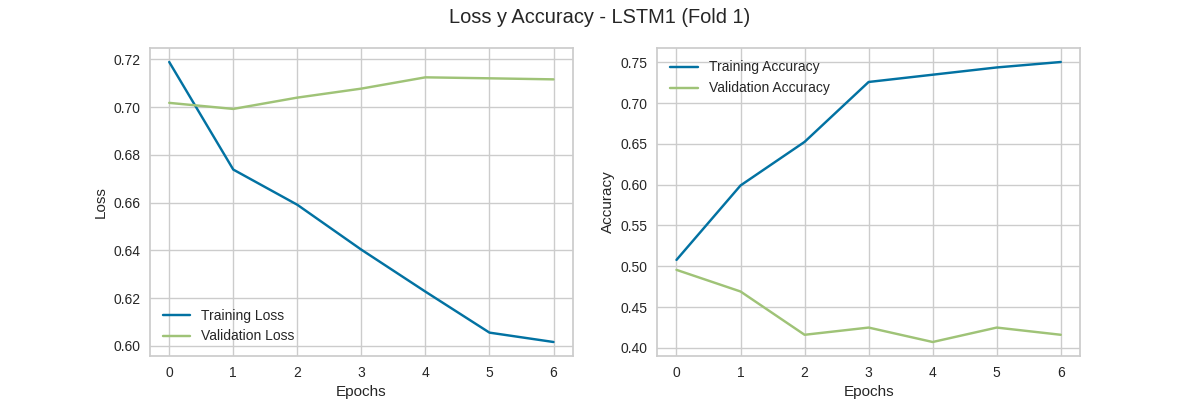 Loss y Accuracy - LSTM1 (Fold 1)
0.72
0.70
0.68
0.66
0.64
0.62
0.60
Loss
Training Loss
Validation Loss
0 1 2 3 4 5 6
Epochs
0.75
0.70
0.65
0.60
0.55
0.50
0.45
0.40
Accuracy
Training Accuracy
Validation Accuracy
0 1 2 3 4 5 6
Epochs